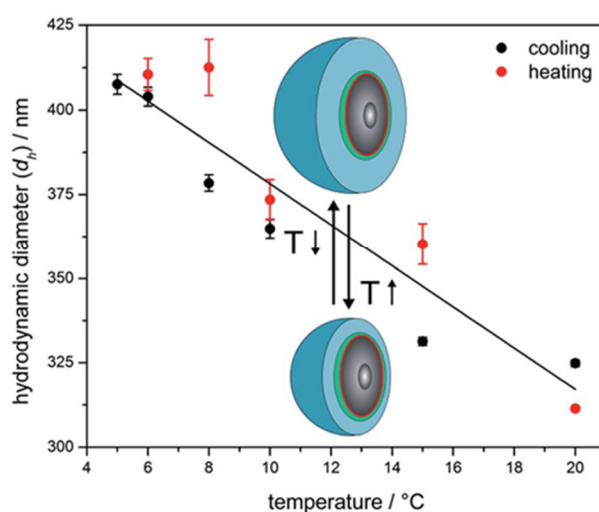 425
400
375
350
325
300
hydrodynamic diameter (d_h) / nm
cooling
heating
T ↓
T ↑
4 6 8 10 12 14 16 18 20
temperature / °C